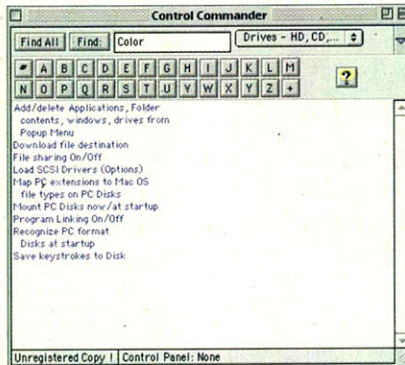 Control Commander
Find All Find: Color Drives - HD, CD,...
* A B C D E F G H I J K L M
N O P Q R S T U V W X Y Z + ?
Add/delete Applications, Folder
contents, windows, drives from
Popup Menu
Download file destination
File sharing On/Off
Load SCSI Drivers (Options)
Map PC extensions to Mac OS
file types on PC Disks
Mount PC Disks now/at startup
Program Linking On/Off
Recognize PC format
Disks at startup
Save keystrokes to Disk
Unregistered Copy ! Control Panel: None